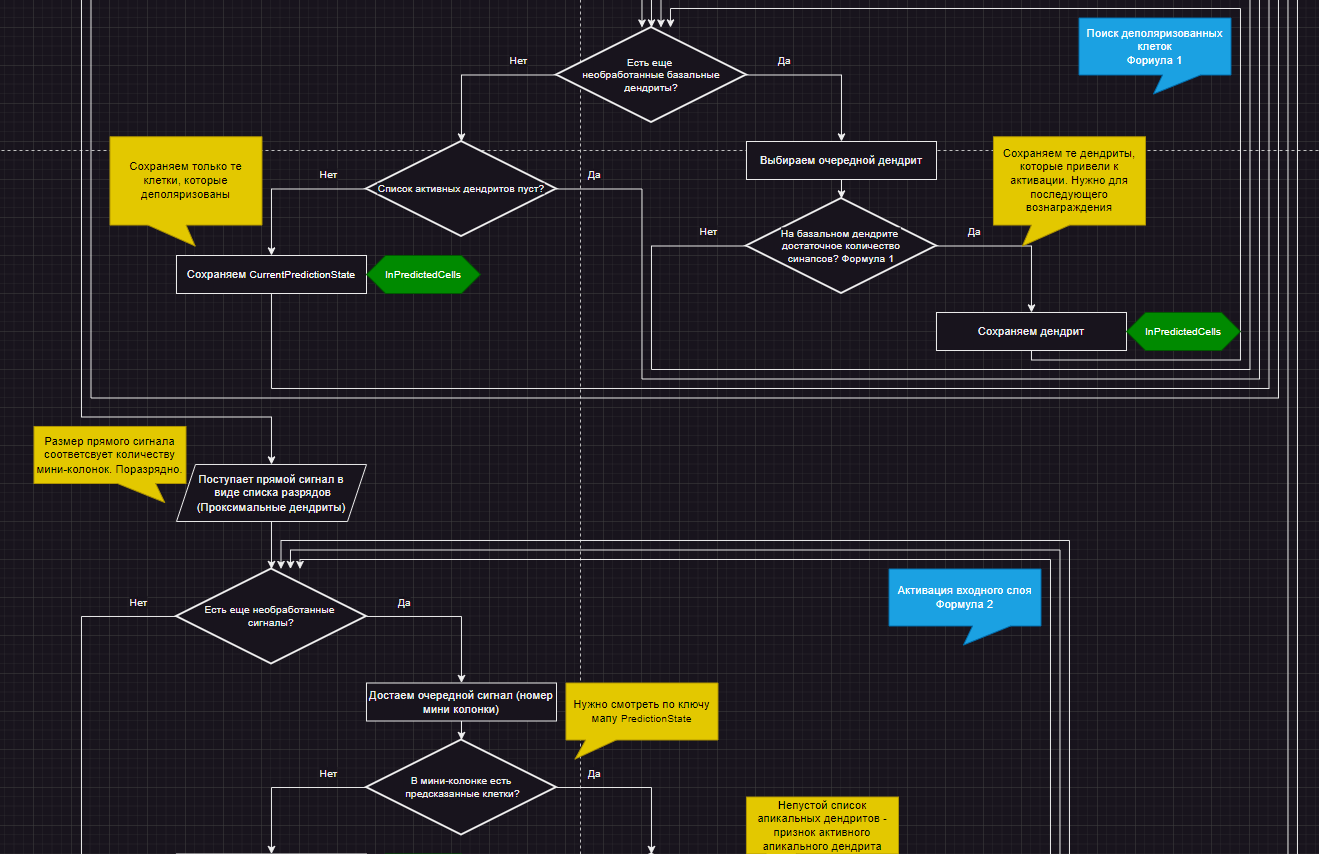 Поиск деполяризованных
клеток
Фориула 1
Нет
Есть еще
необработанные базальные
дендриты?
Да
Сохраняем только те
клетки, которые
деполяризованы
Нет
Список активных дендритов пуст?
Да
Выбираем очередной дендрит
Сохраняем те дендриты,
которые привели к
активации. Нужно для
последующего
вознаграждения
Нет
На базальном дендрите
достаточное количество
синапсов? Формула 1
Да
Сохраняем CurrentPredictionState
InPredictedCells
Сохраняем дендрит
InPredictedCells
Размер прямого сигнала
соответсвует количеству
мини-колонок. Поразрядно.
Поступает прямой сигнал в
виде списка разрядов
(Проксимальные дендриты)
Нет
Есть еще необработанные
сигналы?
Да
Активация входного слоя
Формула 2
Достаем очередной сигнал (номер
мини колонки)
Нужно смотреть по ключу
мапу PredictionState
Нет
В мини-колонке есть
предсказанные клетки?
Да
Непустой список
апикальных дендритов -
признок активного
апикального дендрита